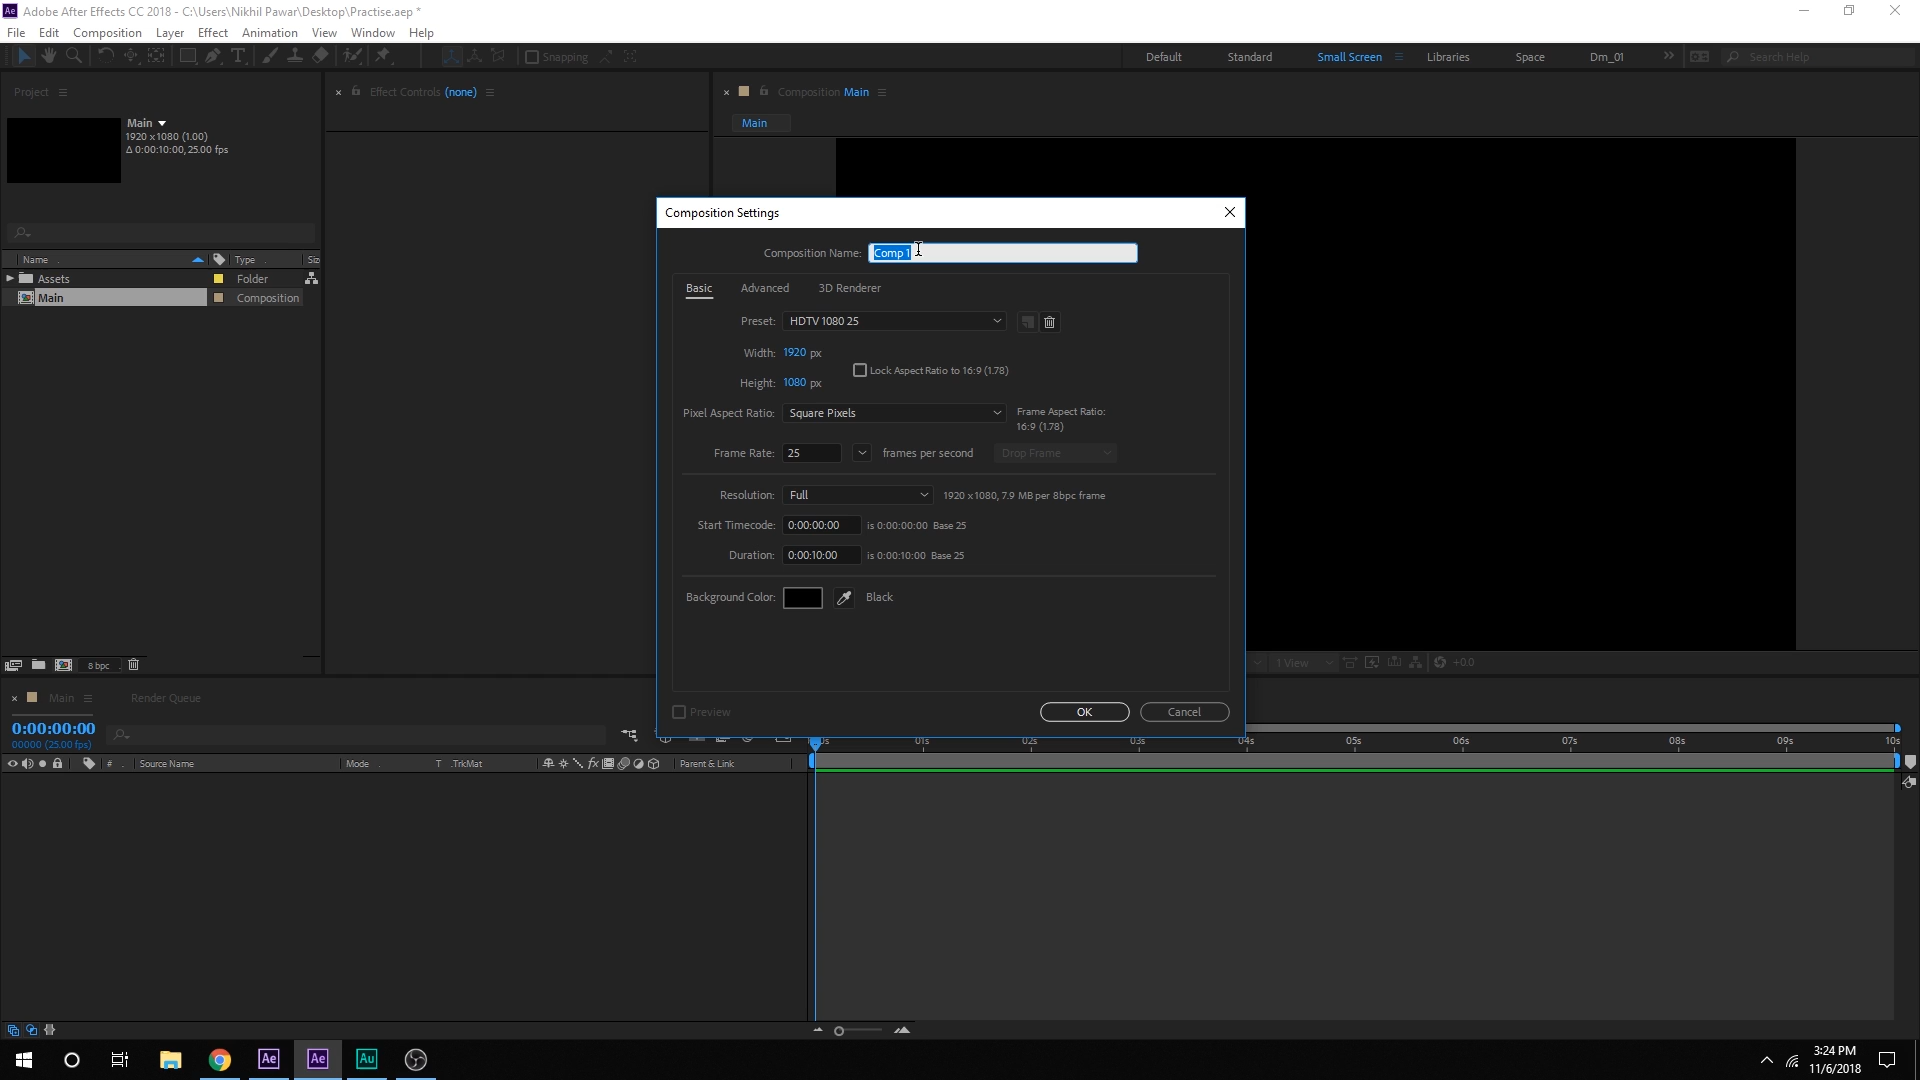 Ae Adobe After Effects CC 2018 - C:\Users\Nikhil Pawar\Desktop\Practise.aep *
File Edit Composition Layer Effect Animation View Window Help
Snapping Default Standard Small Screen Libraries Space Dm_01 Search Help
Project
Effect Controls (none)
Composition Main
Main
1920 x 1080 (1.00)
Δ 0:00:10:00, 25.00 fps
Main
Name Type Siz
Assets Folder
Main Composition
Composition Settings
Composition Name: Comp 1
Basic Advanced 3D Renderer
Preset: HDTV 1080 25
Width: 1920 px
Lock Aspect Ratio to 16:9 (1.78)
Height: 1080 px
Pixel Aspect Ratio: Square Pixels
Frame Aspect Ratio:
16:9 (1.78)
Frame Rate: 25 frames per second Drop Frame
Resolution: Full 1920 x 1080, 7.9 MB per 8bpc frame
Start Timecode: 0:00:00:00 is 0:00:00:00 Base 25
Duration: 0:00:10:00 is 0:00:10:00 Base 25
Background Color: Black
Preview OK Cancel
8 bpc
1 View +0.0
Main Render Queue
0:00:00:00
00000 (25.00 fps)
01s 02s 03s 04s 05s 06s 07s 08s 09s 10s
# Source Name Mode T .TrkMat fx Parent & Link
Ae Ae Au
3:24 PM
11/6/2018